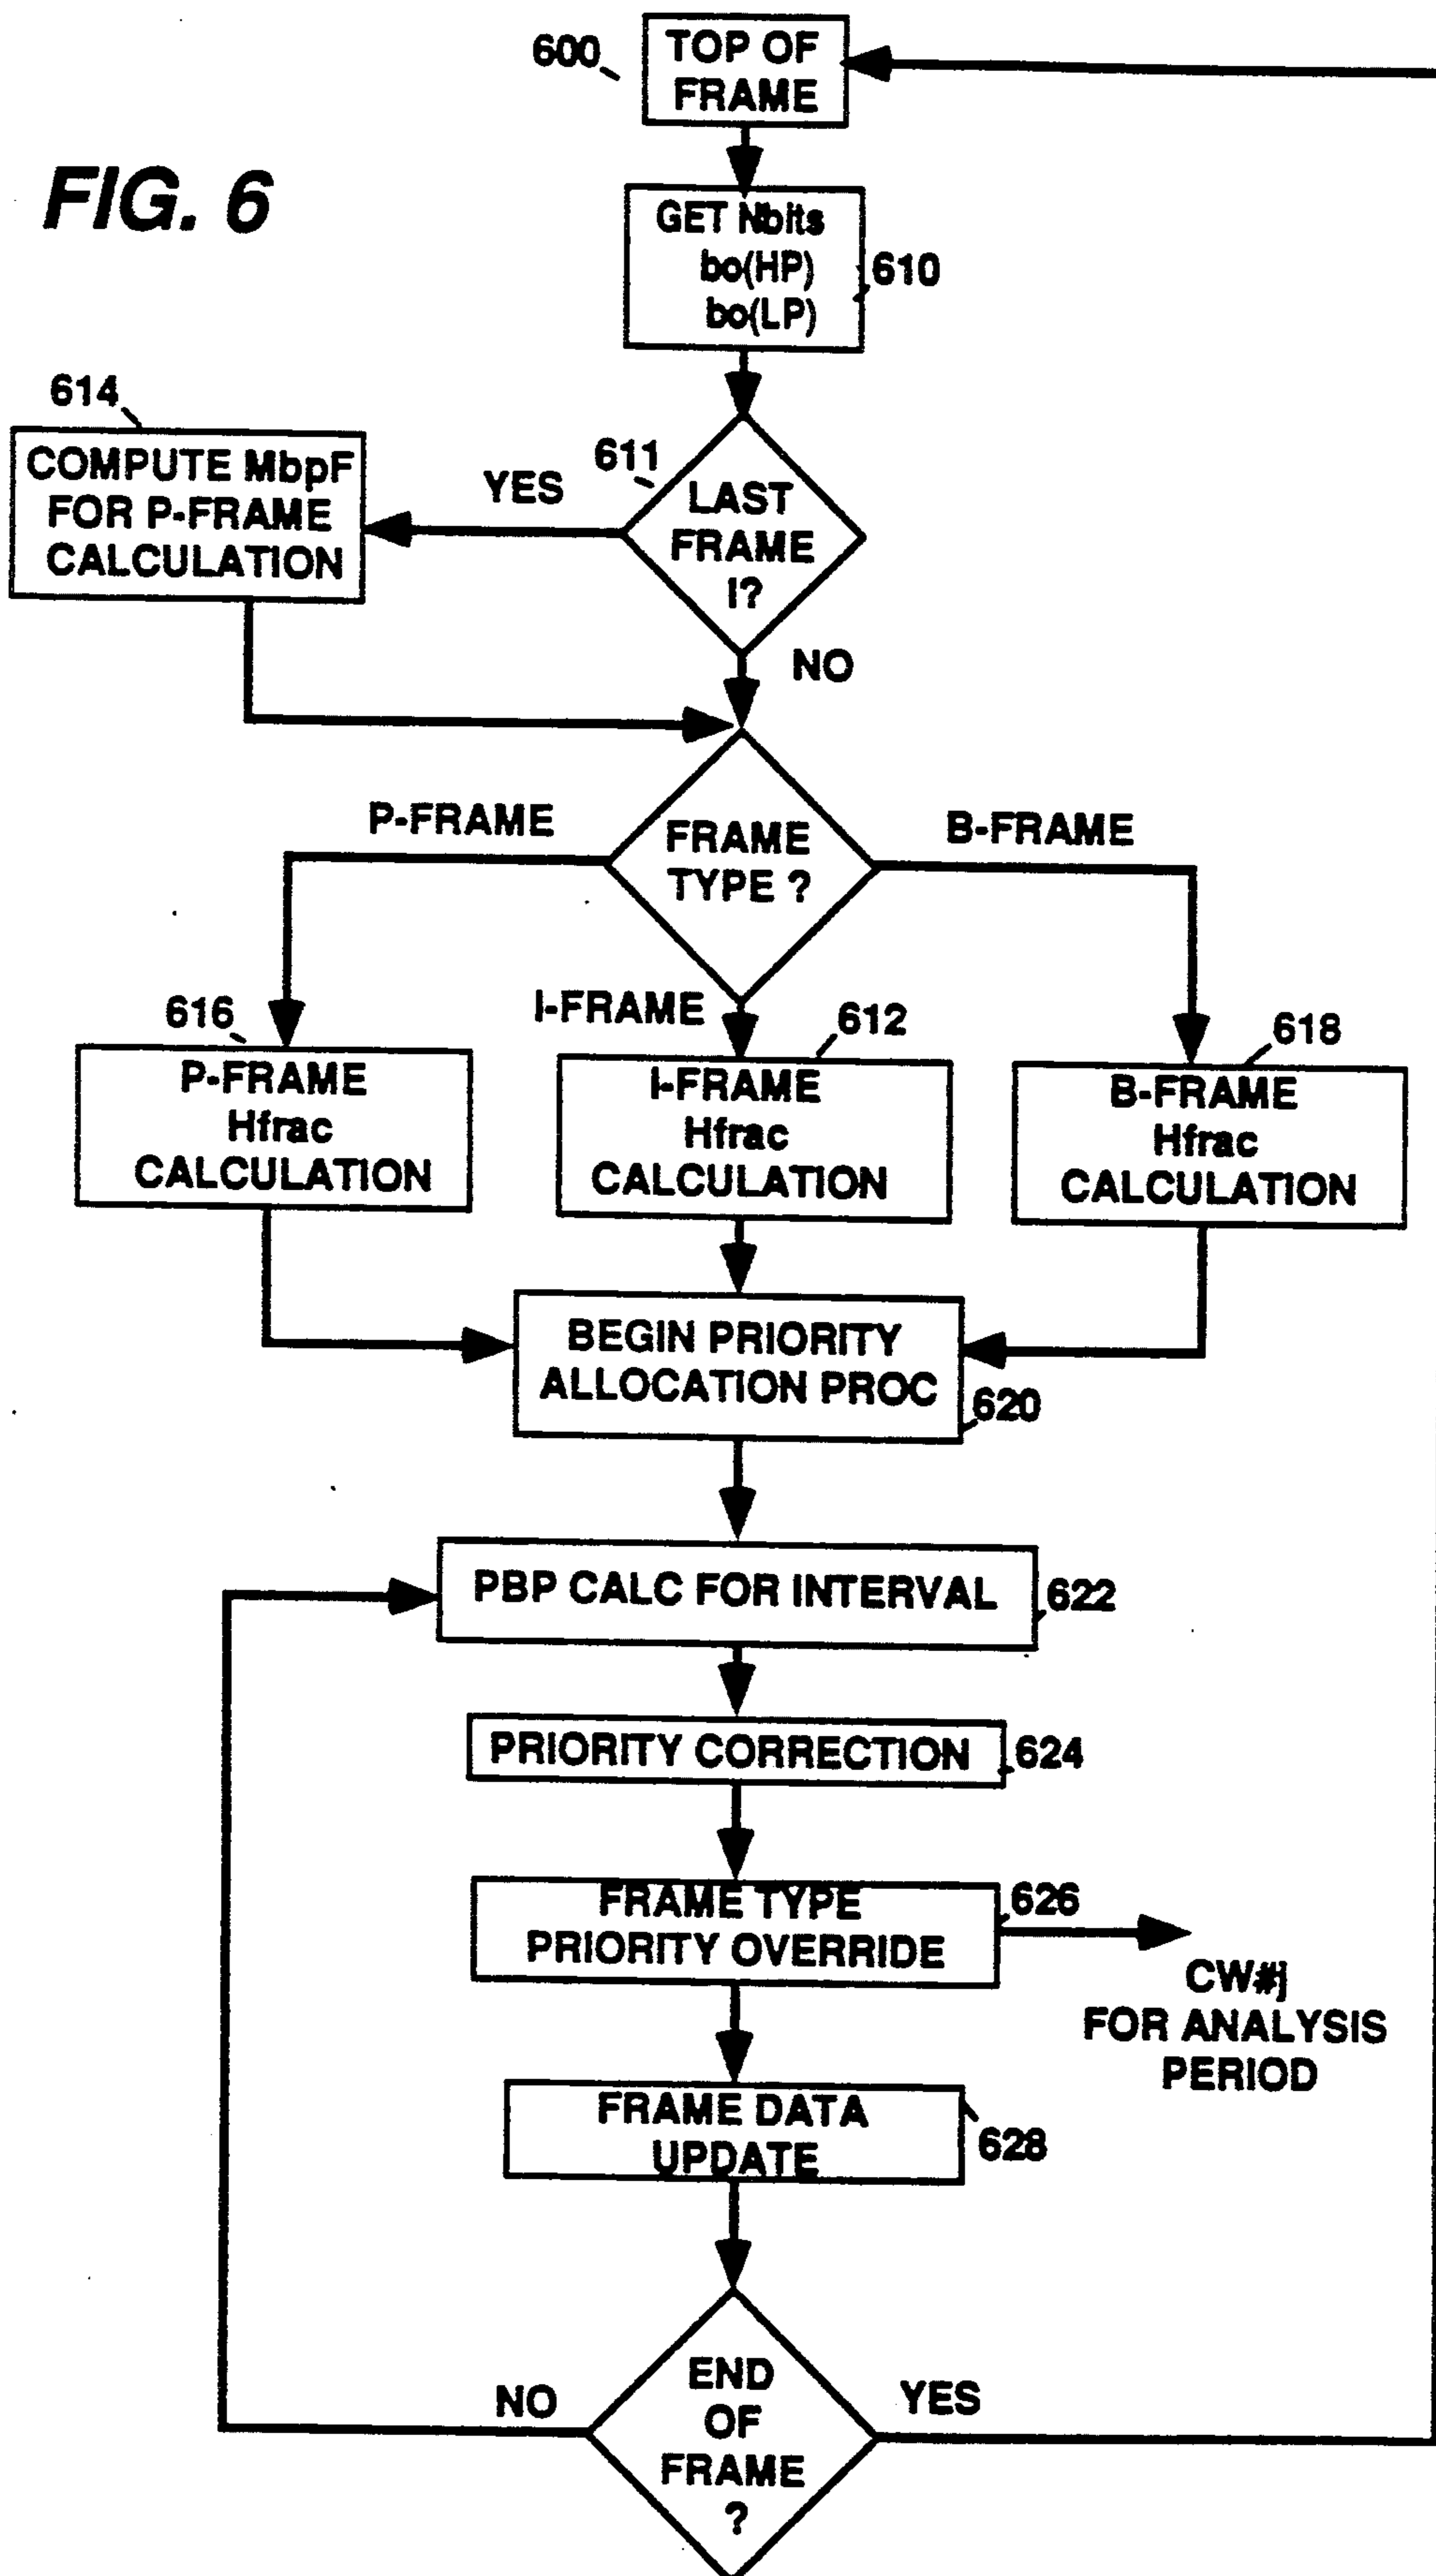 600
TOP OF
FRAME
FIG. 6
GET Nbits
bo(HP)
bo(LP)
610
614
COMPUTE MbpF
FOR P-FRAME
CALCULATION
YES
611
LAST
FRAME
I?
NO
P-FRAME
FRAME
TYPE ?
B-FRAME
616
I-FRAME
612
618
P-FRAME
Hfrac
CALCULATION
I-FRAME
Hfrac
CALCULATION
B-FRAME
Hfrac
CALCULATION
BEGIN PRIORITY
ALLOCATION PROC
620
PBP CALC FOR INTERVAL
622
PRIORITY CORRECTION
624
FRAME TYPE
PRIORITY OVERRIDE
626
CW#j
FOR ANALYSIS
PERIOD
FRAME DATA
UPDATE
628
NO
END
OF
FRAME
?
YES